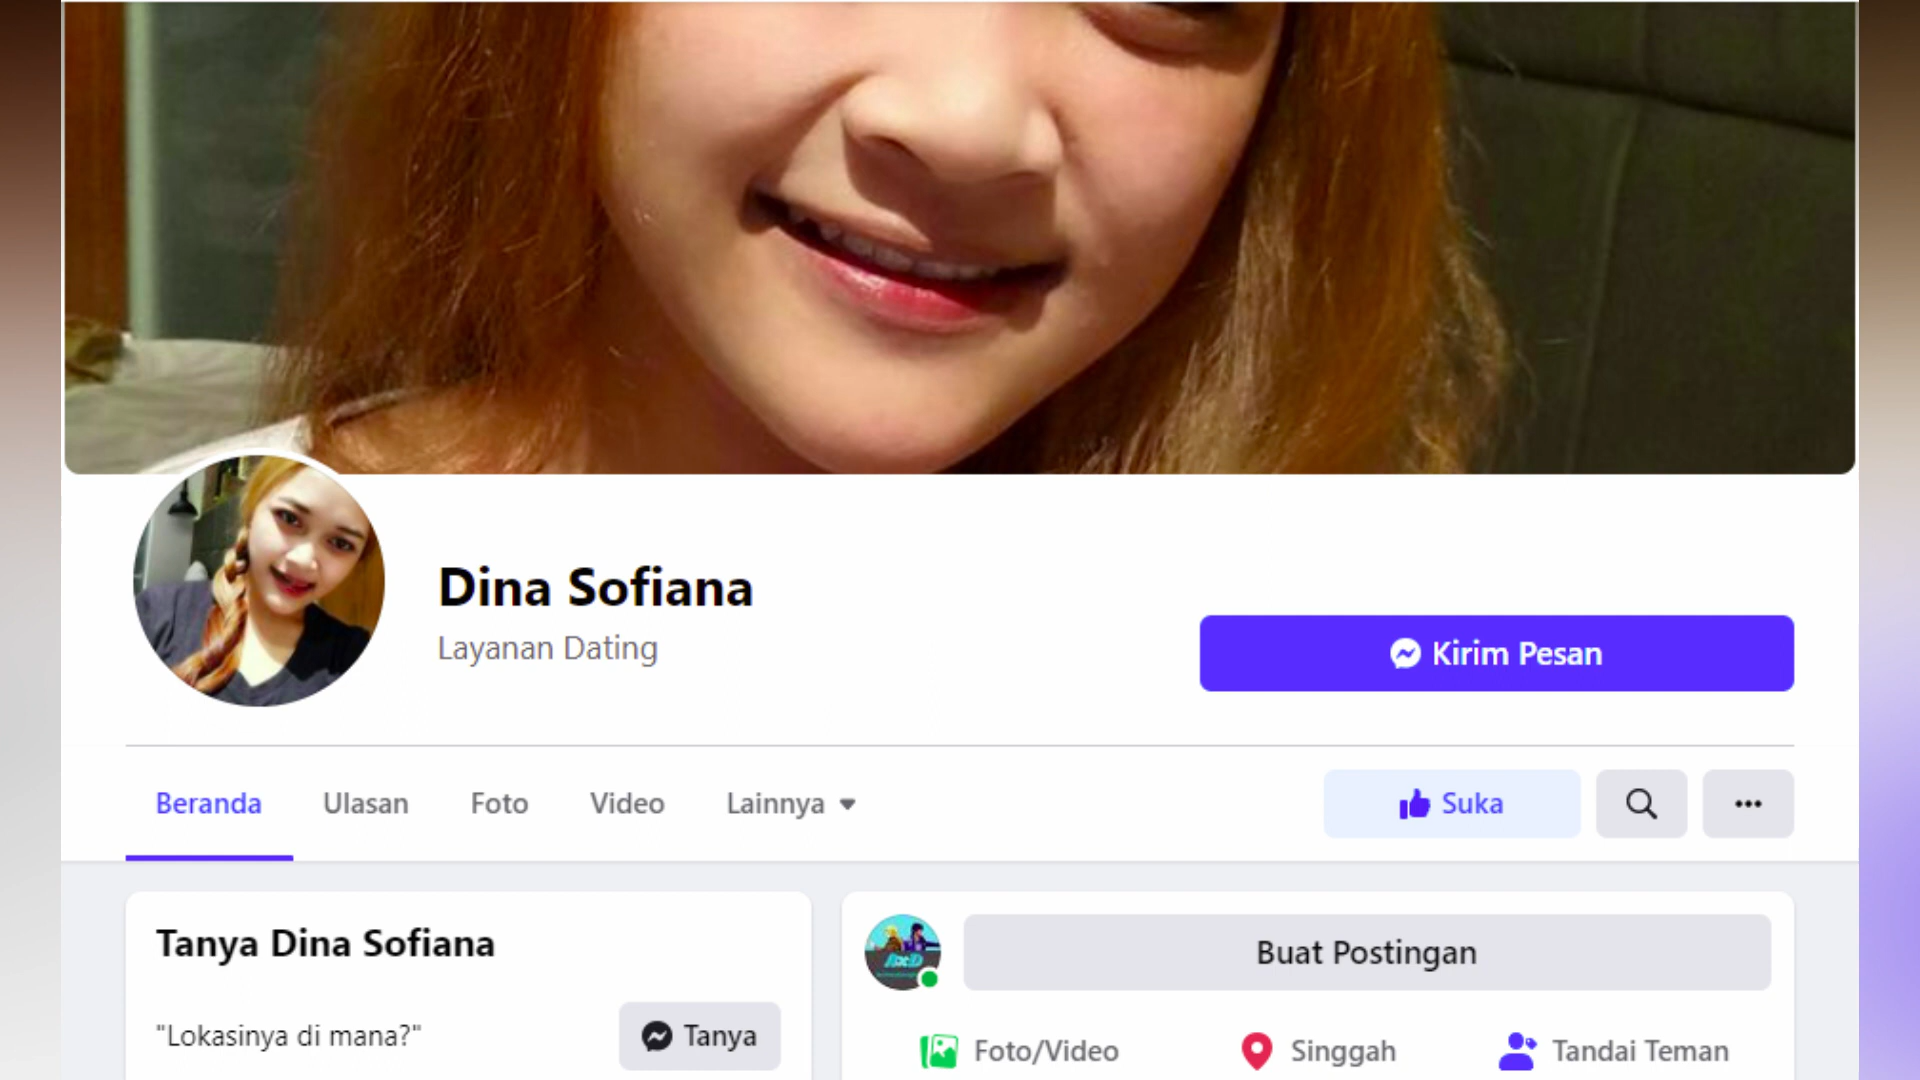 Dina Sofiana
Layanan Dating
Kirim Pesan
Beranda Ulasan Foto Video Lainnya
Suka
Tanya Dina Sofiana
"Lokasinya di mana?"
Tanya
Buat Postingan
Foto/Video Singgah Tandai Teman